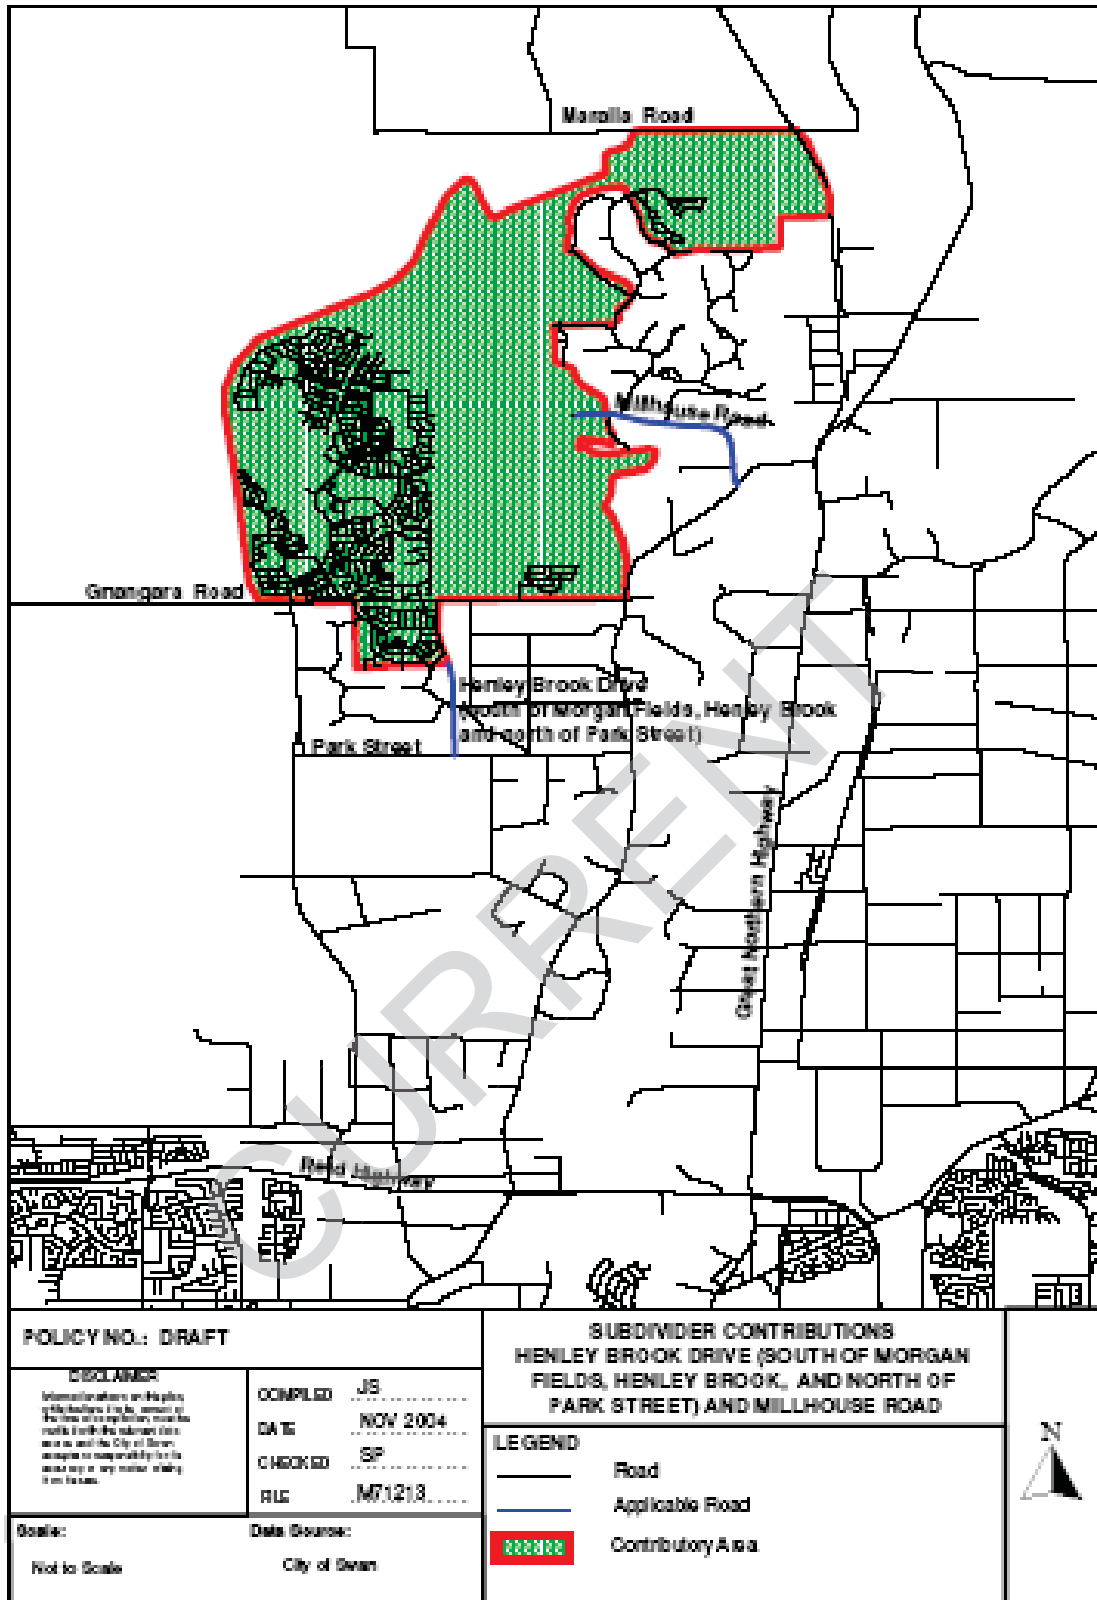 Maralla Road
Millhouse Road
Gnangara Road
Henley Brook Drive
(South of Morgan Fields, Henley Brook
and north of Park Street)
Park Street
Great Northern Highway
Reid Highway
CURRENT
POLICY NO.: DRAFT
DISCLAIMER
COMPILED JS
DATE NOV 2004
CHECKED SP
FILE M71213
Scale:
Not to Scale
Data Source:
City of Swan
SUBDIVIDER CONTRIBUTIONS
HENLEY BROOK DRIVE (SOUTH OF MORGAN
FIELDS, HENLEY BROOK, AND NORTH OF
PARK STREET) AND MILLHOUSE ROAD
LEGEND
Road
Applicable Road
Contributory Area
N